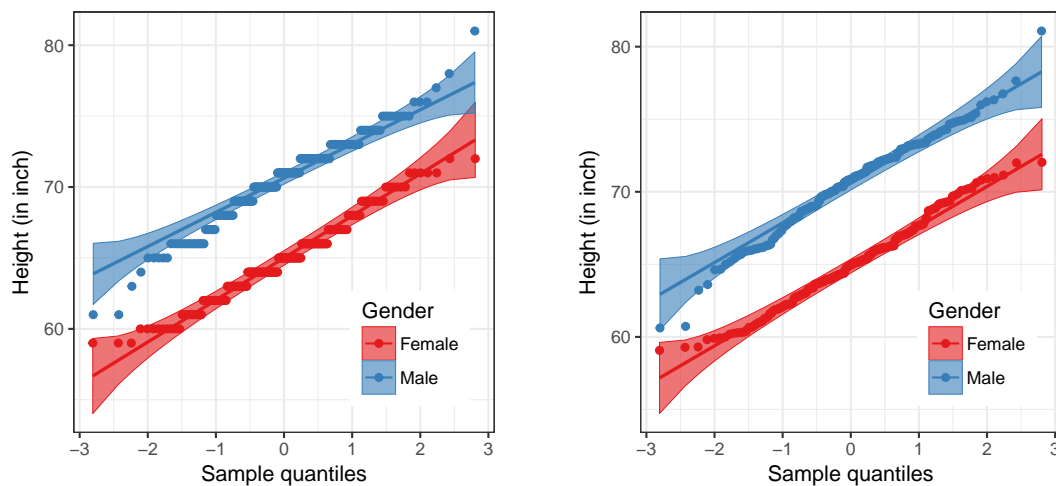 80
70
60
Height (in inch)
Gender
Female
Male
−3 −2 −1 0 1 2 3
Sample quantiles
80
70
60
Height (in inch)
Gender
Female
Male
−3 −2 −1 0 1 2 3
Sample quantiles